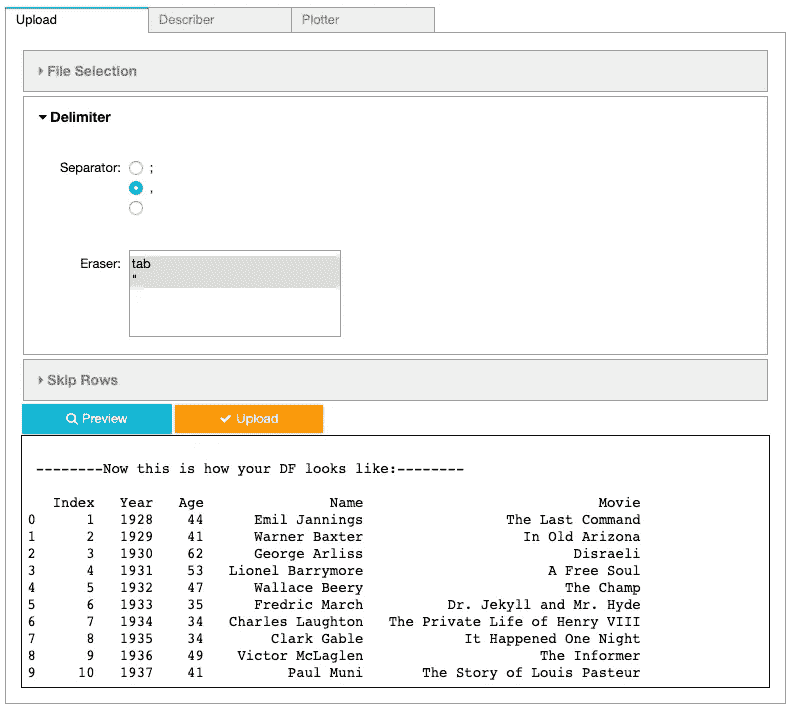 Upload Describer Plotter
File Selection
Delimiter
Separator: ;
,
Eraser: tab
"
Skip Rows
Preview Upload
--------Now this is how your DF looks like:--------
Index Year Age Name Movie
0 1 1928 44 Emil Jannings The Last Command
1 2 1929 41 Warner Baxter In Old Arizona
2 3 1930 62 George Arliss Disraeli
3 4 1931 53 Lionel Barrymore A Free Soul
4 5 1932 47 Wallace Beery The Champ
5 6 1933 35 Fredric March Dr. Jekyll and Mr. Hyde
6 7 1934 34 Charles Laughton The Private Life of Henry VIII
7 8 1935 34 Clark Gable It Happened One Night
8 9 1936 49 Victor McLaglen The Informer
9 10 1937 41 Paul Muni The Story of Louis Pasteur